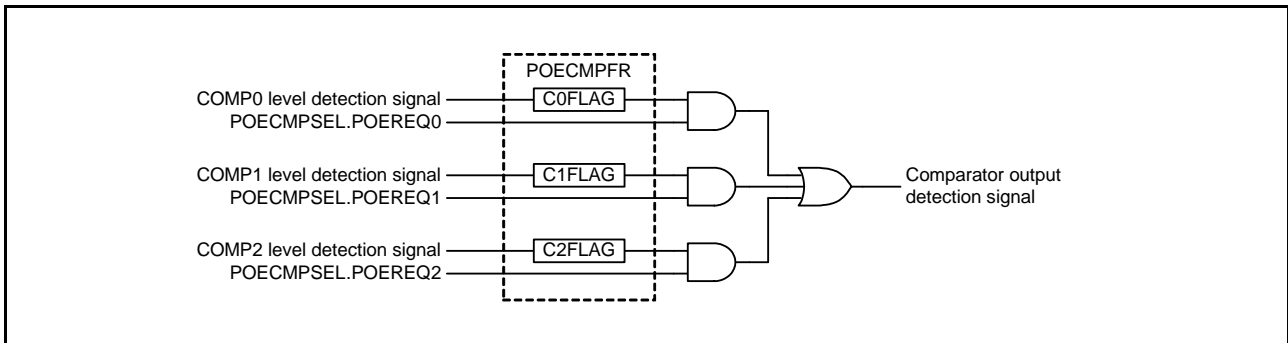 POECMPFR
COMP0 level detection signal
C0FLAG
POECMPSEL.POEREQ0
COMP1 level detection signal
C1FLAG
POECMPSEL.POEREQ1
Comparator output
detection signal
COMP2 level detection signal
C2FLAG
POECMPSEL.POEREQ2